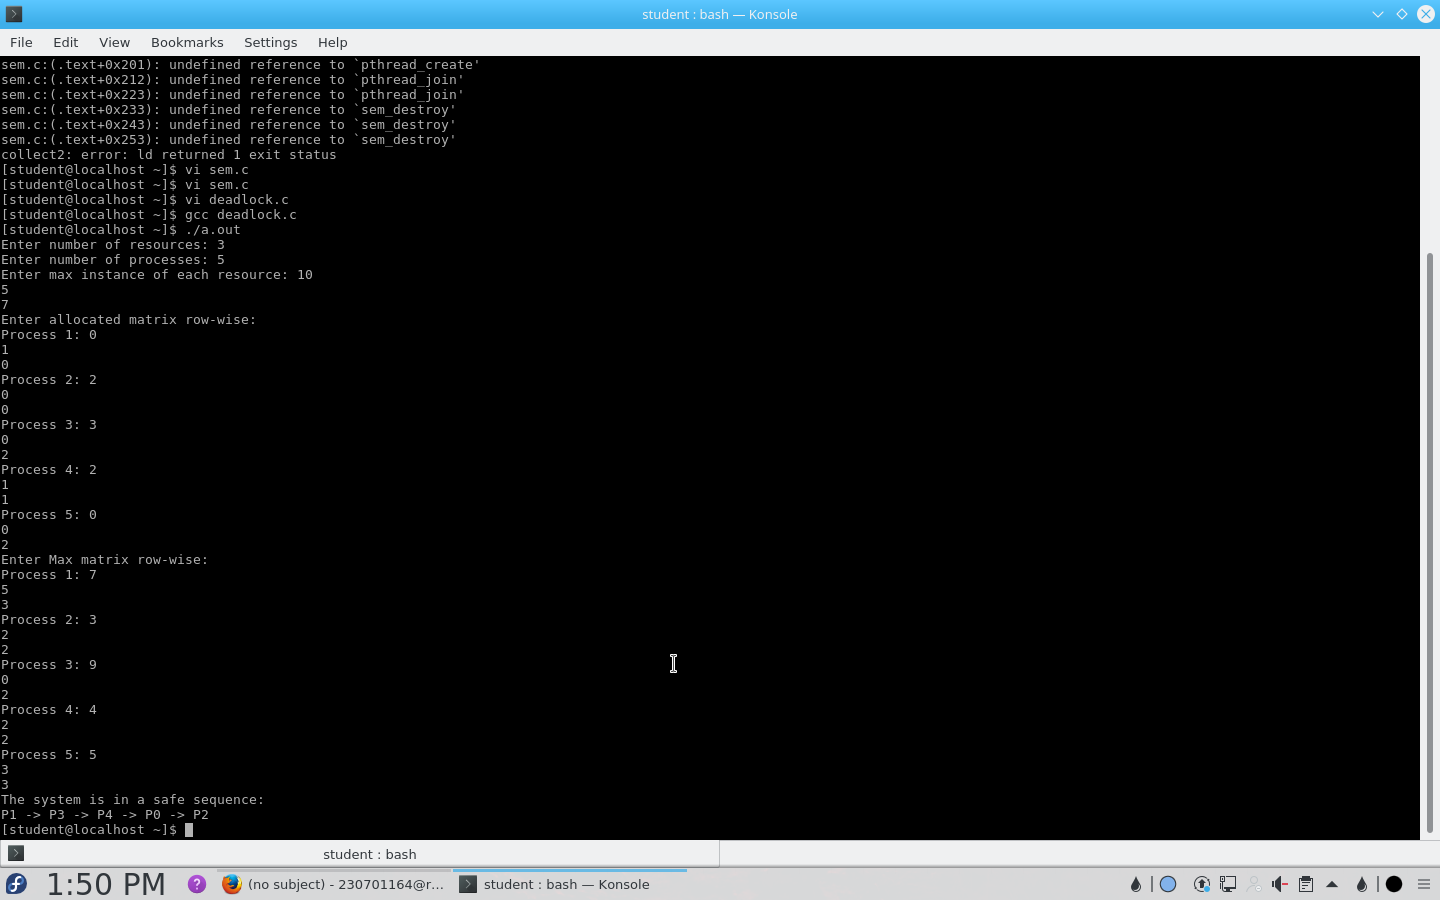 student : bash — Konsole
File Edit View Bookmarks Settings Help
sem.c:(.text+0x201): undefined reference to `pthread_create'
sem.c:(.text+0x212): undefined reference to `pthread_join'
sem.c:(.text+0x223): undefined reference to `pthread_join'
sem.c:(.text+0x233): undefined reference to `sem_destroy'
sem.c:(.text+0x243): undefined reference to `sem_destroy'
sem.c:(.text+0x253): undefined reference to `sem_destroy'
collect2: error: ld returned 1 exit status
[student@localhost ~]$ vi sem.c
[student@localhost ~]$ vi sem.c
[student@localhost ~]$ vi deadlock.c
[student@localhost ~]$ gcc deadlock.c
[student@localhost ~]$ ./a.out
Enter number of resources: 3
Enter number of processes: 5
Enter max instance of each resource: 10
5
7
Enter allocated matrix row-wise:
Process 1: 0
1
0
Process 2: 2
0
0
Process 3: 3
0
2
Process 4: 2
1
1
Process 5: 0
0
2
Enter Max matrix row-wise:
Process 1: 7
5
3
Process 2: 3
2
2
Process 3: 9
0
2
Process 4: 4
2
2
Process 5: 5
3
3
The system is in a safe sequence:
P1 -> P3 -> P4 -> P0 -> P2
[student@localhost ~]$
student : bash
1:50 PM (no subject) - 230701164@r... student : bash — Konsole